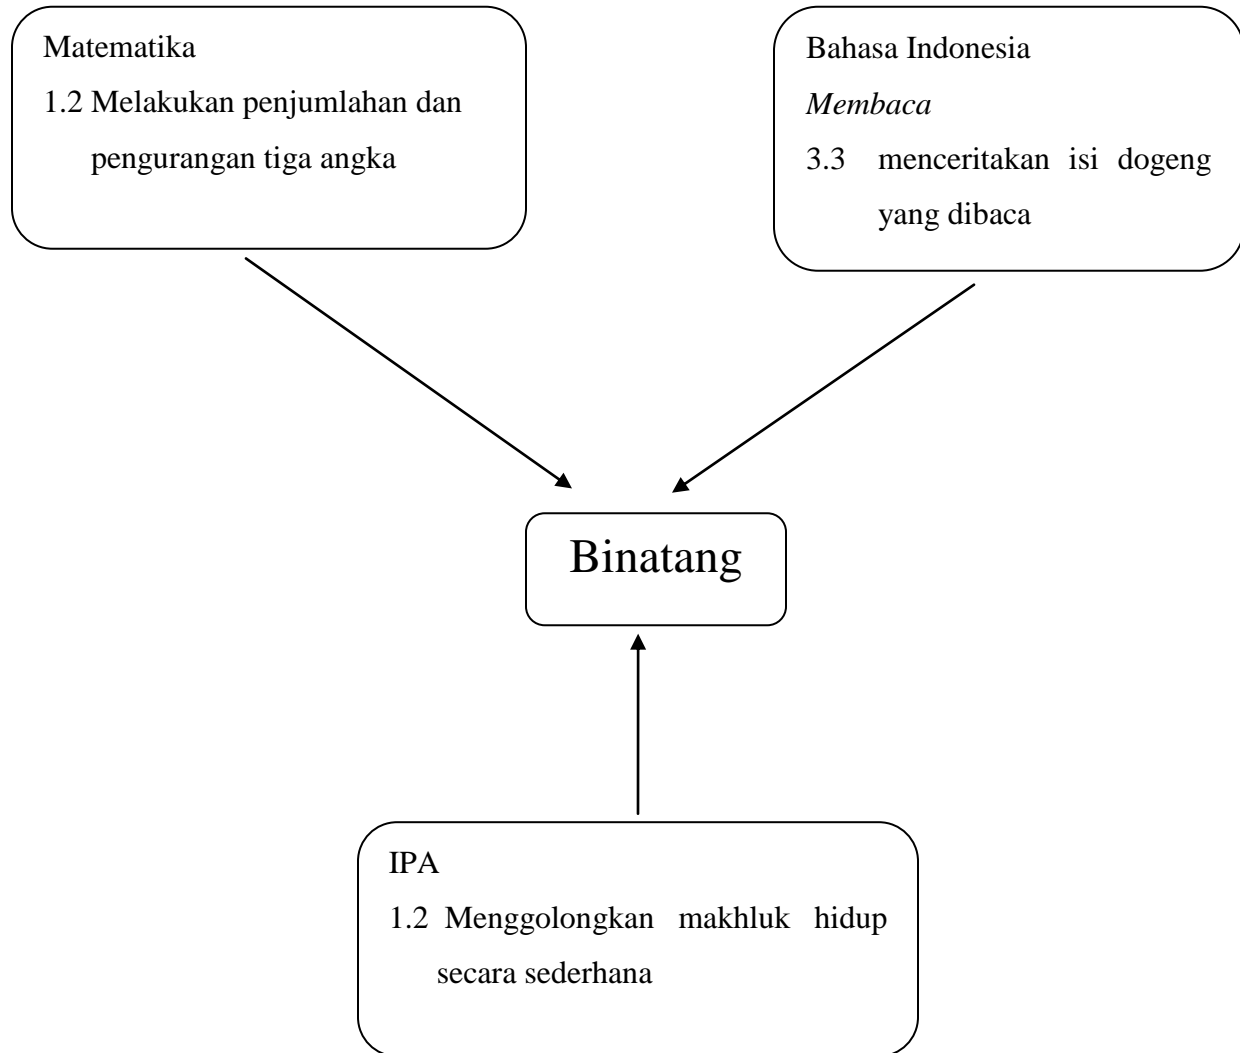 Matematika
1.2 Melakukan penjumlahan dan
pengurangan tiga angka
Bahasa Indonesia
Membaca
3.3 menceritakan isi dogeng
yang dibaca
Binatang
IPA
1.2 Menggolongkan makhluk hidup
secara sederhana